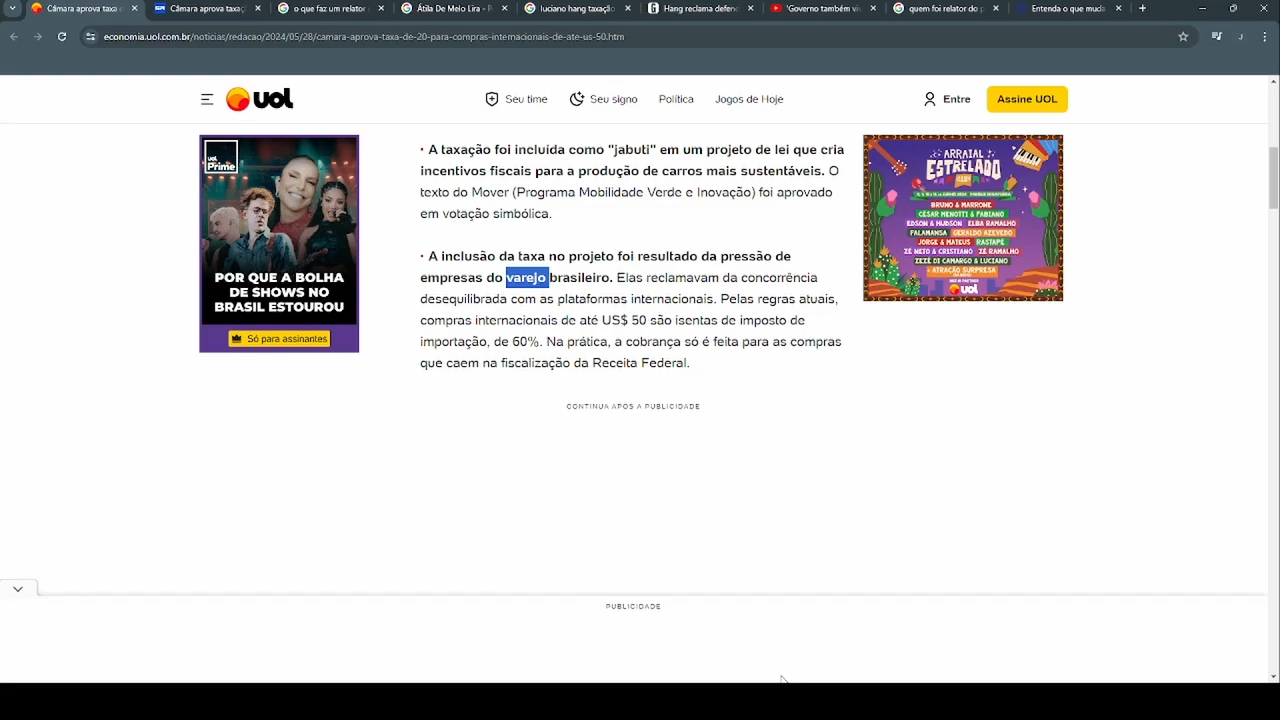 Câmara aprova taxa d
Câmara aprova taxaçã
o que faz um relator d
Átila De Melo Lira - P
luciano hang taxação
Hang reclama defend
'Governo também viv
quem foi relator do p
Entenda o que muda
economia.uol.com.br/noticias/redacao/2024/05/28/camara-aprova-taxa-de-20-para-compras-internacionais-de-ate-us-50.htm
J
uol
Seu time
Seu signo
Política
Jogos de Hoje
Entre
Assine UOL
uol
Prime
POR QUE A BOLHA
DE SHOWS NO
BRASIL ESTOUROU
Só para assinantes
• A taxação foi incluída como "jabuti" em um projeto de lei que cria
incentivos fiscais para a produção de carros mais sustentáveis. O
texto do Mover (Programa Mobilidade Verde e Inovação) foi aprovado
em votação simbólica.
• A inclusão da taxa no projeto foi resultado da pressão de
empresas do varejo brasileiro. Elas reclamavam da concorrência
desequilibrada com as plataformas internacionais. Pelas regras atuais,
compras internacionais de até US$ 50 são isentas de imposto de
importação, de 60%. Na prática, a cobrança só é feita para as compras
que caem na fiscalização da Receita Federal.
ARRAIAL
ESTRELADO
BRUNO & MARRONE
CÉSAR MENOTTI & FABIANO
EDSON & HUDSON ELBA RAMALHO
FALAMANSA GERALDO AZEVEDO
JORGE & MATEUS RASTAPÉ
ZÉ NETO & CRISTIANO ZÉ RAMALHO
ZEZÉ DI CAMARGO & LUCIANO
+ ATRAÇÃO SURPRESA
uol
CONTINUA APÓS A PUBLICIDADE
PUBLICIDADE